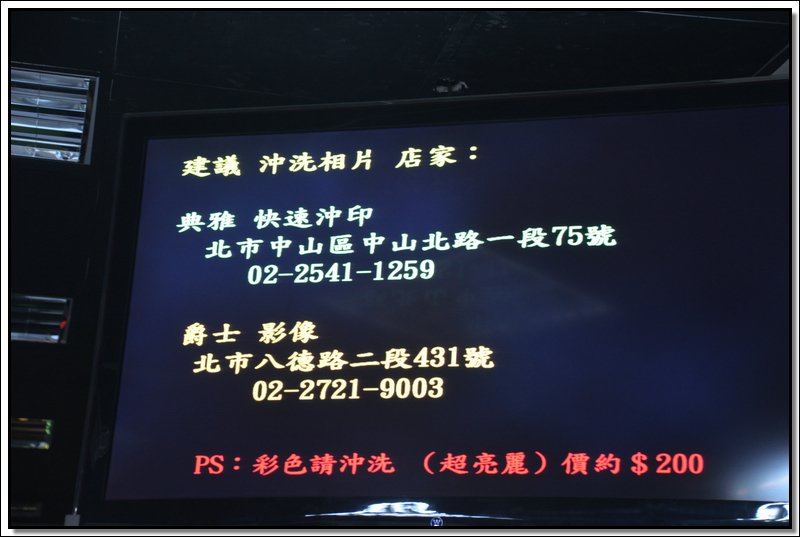 建議 沖洗相片 店家：
典雅 快速沖印
北市中山區中山北路一段75號
02-2541-1259
爵士 影像
北市八德路二段431號
02-2721-9003
PS：彩色請沖洗 （超亮麗）價約＄200